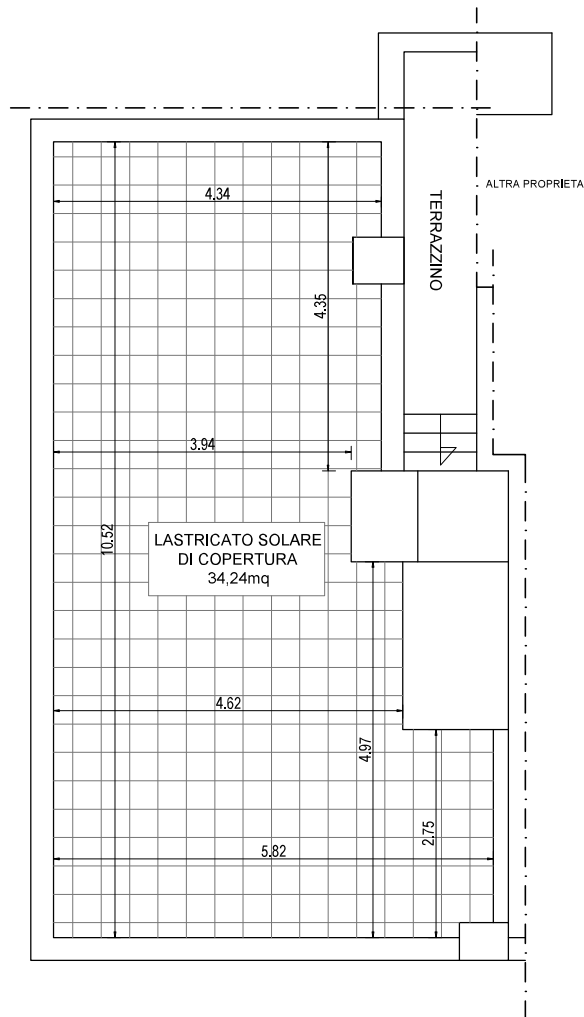 ALTRA PROPRIETA
4.34
TERRAZZINO
4.35
3.94
10.52
LASTRICATO SOLARE
DI COPERTURA
34,24mq
4.62
4.97
2.75
5.82